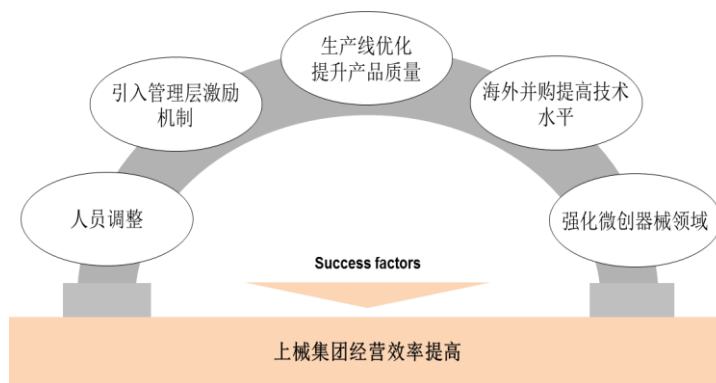 生产线优化
提升产品质量
引入管理层激励
机制
海外并购提高技术
水平
人员调整
强化微创器械领域
Success factors
上械集团经营效率提高